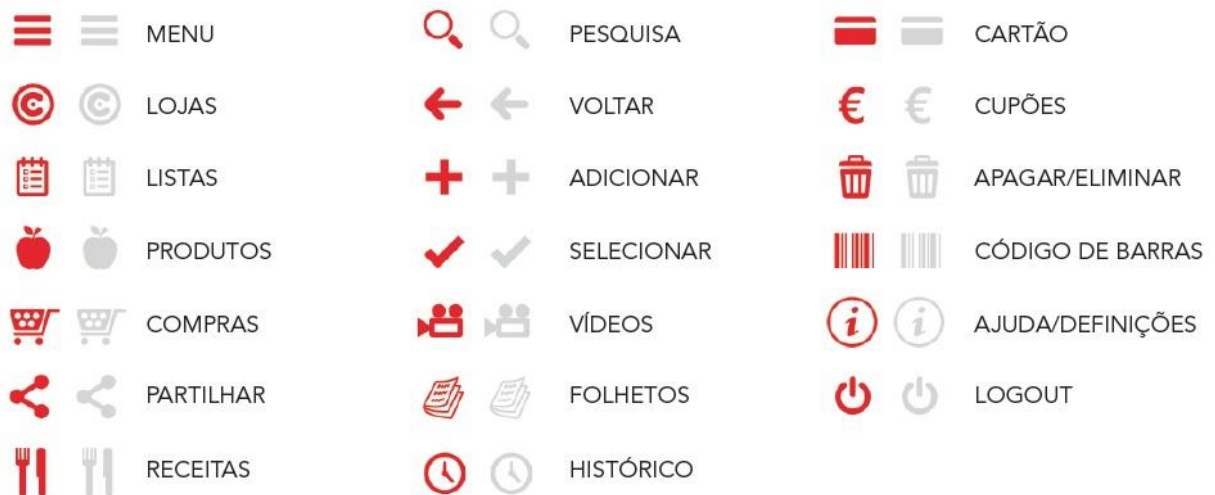 MENU
LOJAS
LISTAS
PRODUTOS
COMPRAS
PARTILHAR
RECEITAS
PESQUISA
VOLTAR
ADICIONAR
SELECIONAR
VÍDEOS
FOLHETOS
HISTÓRICO
CARTÃO
CUPÕES
APAGAR/ELIMINAR
CÓDIGO DE BARRAS
AJUDA/DEFINIÇÕES
LOGOUT